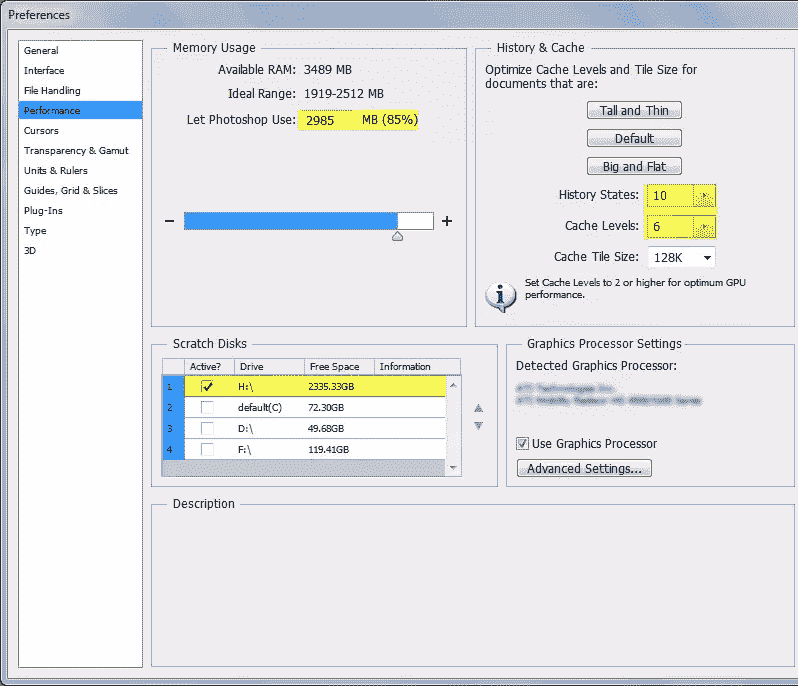 Preferences
General
Interface
File Handling
Performance
Cursors
Transparency & Gamut
Units & Rulers
Guides, Grid & Slices
Plug-Ins
Type
3D
Memory Usage
Available RAM: 3489 MB
Ideal Range: 1919-2512 MB
Let Photoshop Use: 2985 MB (85%)
- +
History & Cache
Optimize Cache Levels and Tile Size for
documents that are:
Tall and Thin
Default
Big and Flat
History States: 10
Cache Levels: 6
Cache Tile Size: 128K
Set Cache Levels to 2 or higher for optimum GPU
performance.
Scratch Disks
Active? Drive Free Space Information
1 H:\ 2335.33GB
2 default(C) 72.30GB
3 D:\ 49.68GB
4 F:\ 119.41GB
Graphics Processor Settings
Detected Graphics Processor:
Use Graphics Processor
Advanced Settings...
Description